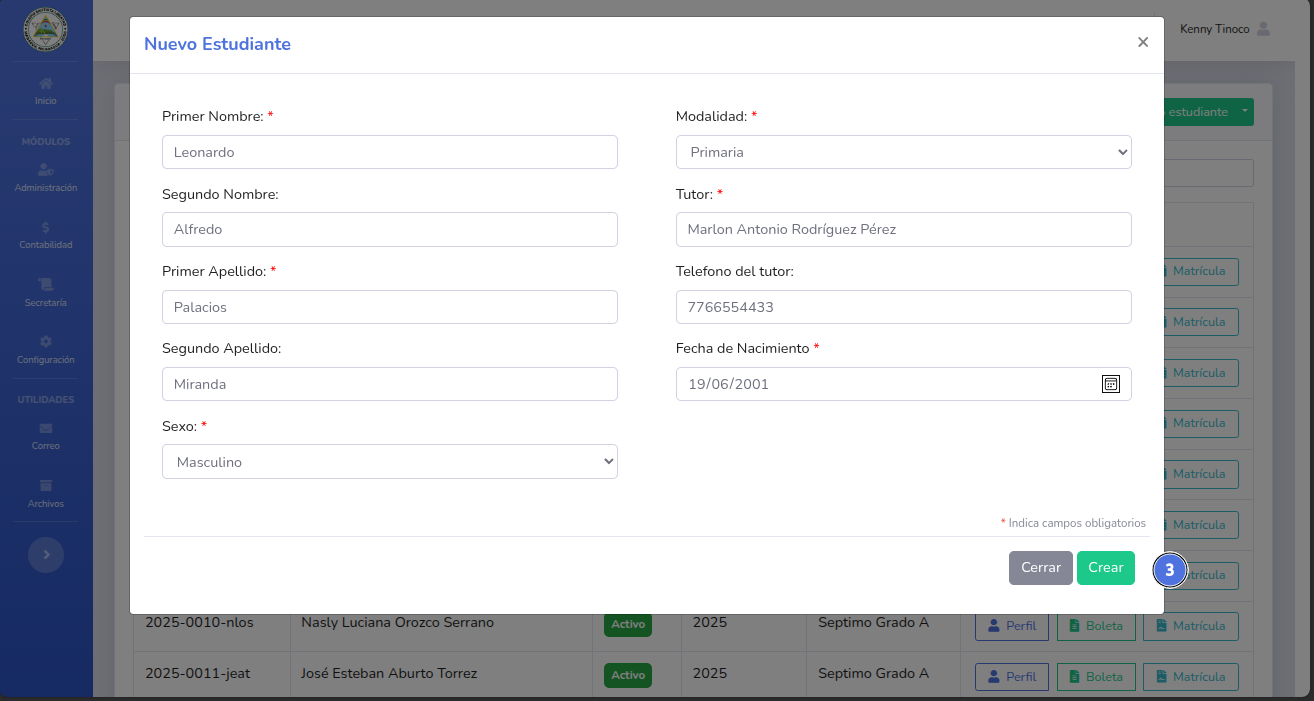 Nuevo Estudiante
×
Kenny Tinoco
Inicio
MÓDULOS
Administración
Contabilidad
Secretaría
Configuración
UTILIDADES
Correo
Archivos
estudiante
Primer Nombre: *
Leonardo
Segundo Nombre:
Alfredo
Primer Apellido: *
Palacios
Segundo Apellido:
Miranda
Sexo: *
Masculino
Modalidad: *
Primaria
Tutor: *
Marlon Antonio Rodríguez Pérez
Telefono del tutor:
7766554433
Fecha de Nacimiento *
19/06/2001
* Indica campos obligatorios
Cerrar Crear 3
Matrícula
Matrícula
Matrícula
Matrícula
Matrícula
Matrícula
trícula
2025-0010-nlos Nasly Luciana Orozco Serrano Activo 2025 Septimo Grado A Perfil Boleta Matrícula
2025-0011-jeat José Esteban Aburto Torrez Activo 2025 Septimo Grado A Perfil Boleta Matrícula